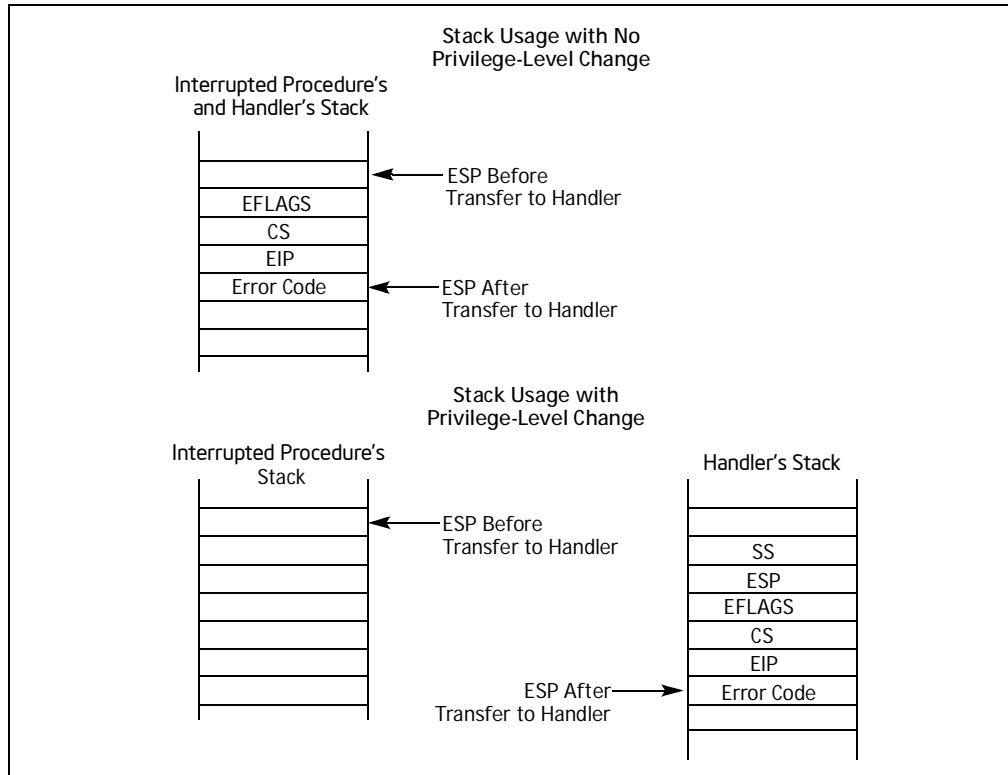 Stack Usage with No
Privilege-Level Change
Interrupted Procedure's
and Handler's Stack
ESP Before
Transfer to Handler
EFLAGS
CS
EIP
Error Code
ESP After
Transfer to Handler
Stack Usage with
Privilege-Level Change
Interrupted Procedure's
Stack
Handler's Stack
ESP Before
Transfer to Handler
SS
ESP
EFLAGS
CS
EIP
ESP After
Transfer to Handler
Error Code